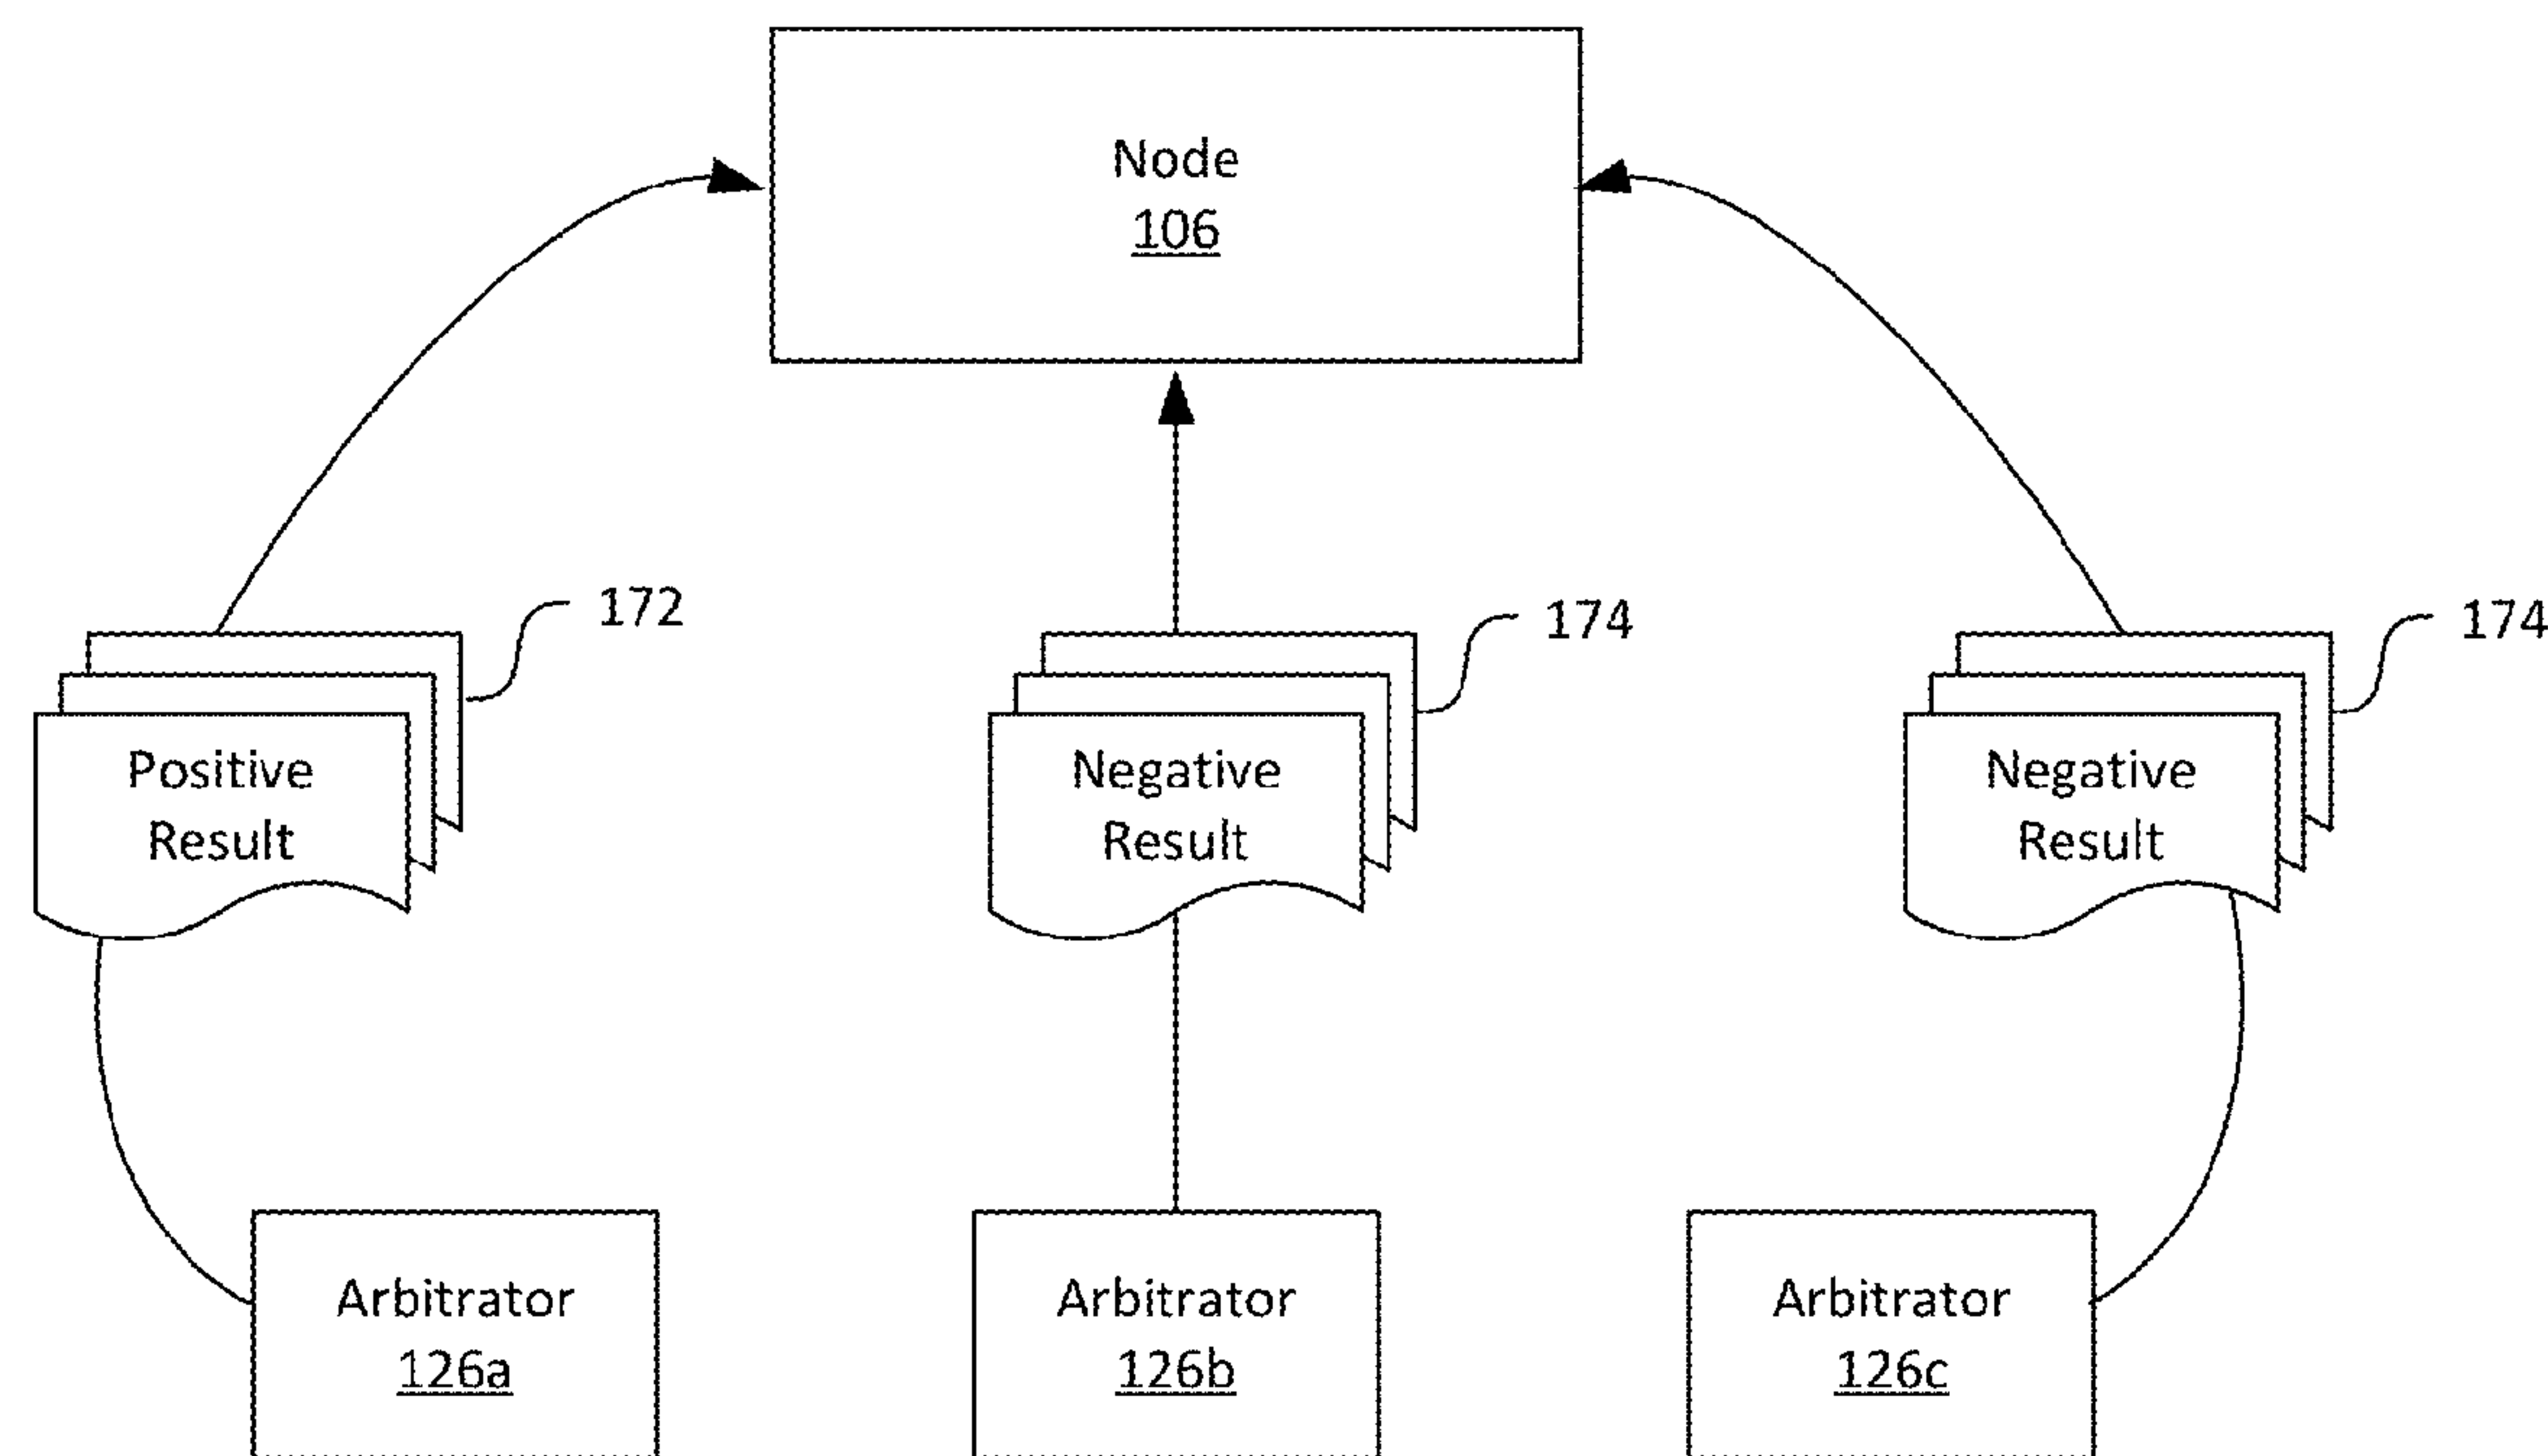 Node
106
172
174
174
Positive
Result
Negative
Result
Negative
Result
Arbitrator
126a
Arbitrator
126b
Arbitrator
126c